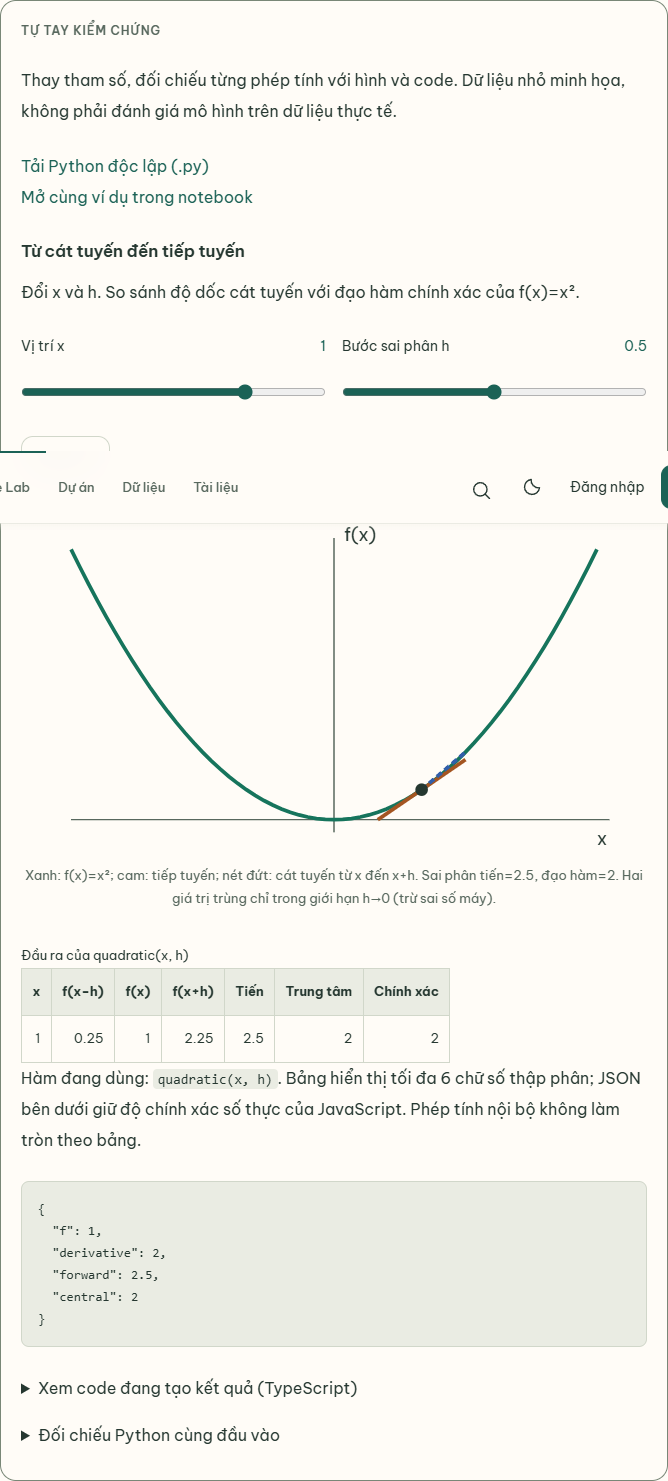 TỰ TAY KIỂM CHỨNG
Thay tham số, đối chiếu từng phép tính với hình và code. Dữ liệu nhỏ minh họa,
không phải đánh giá mô hình trên dữ liệu thực tế.
Tải Python độc lập (.py)
Mở cùng ví dụ trong notebook
Từ cát tuyến đến tiếp tuyến
Đổi x và h. So sánh độ dốc cát tuyến với đạo hàm chính xác của f(x)=x².
Vị trí x 1 Bước sai phân h 0.5
Lab Dự án Dữ liệu Tài liệu Đăng nhập
f(x)
x
Xanh: f(x)=x²; cam: tiếp tuyến; nét đứt: cát tuyến từ x đến x+h. Sai phân tiến=2.5, đạo hàm=2. Hai
giá trị trùng chỉ trong giới hạn h→0 (trừ sai số máy).
Đầu ra của quadratic(x, h)
x f(x−h) f(x) f(x+h) Tiến Trung tâm Chính xác
1 0.25 1 2.25 2.5 2 2
Hàm đang dùng: quadratic(x, h). Bảng hiển thị tối đa 6 chữ số thập phân; JSON
bên dưới giữ độ chính xác số thực của JavaScript. Phép tính nội bộ không làm
tròn theo bảng.
{
"f": 1,
"derivative": 2,
"forward": 2.5,
"central": 2
}
Xem code đang tạo kết quả (TypeScript)
Đối chiếu Python cùng đầu vào